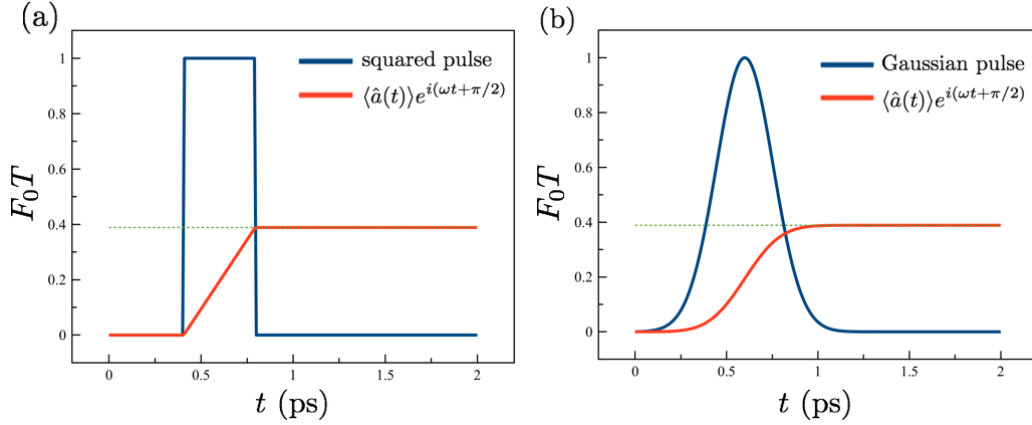 (a)
squared pulse
⟨â(t)⟩e^{i(ωt+π/2)}
F₀T
1
0.8
0.6
0.4
0.2
0
0
0.5
1
1.5
2
t (ps)
(b)
Gaussian pulse
⟨â(t)⟩e^{i(ωt+π/2)}
F₀T
1
0.8
0.6
0.4
0.2
0
0
0.5
1
1.5
2
t (ps)